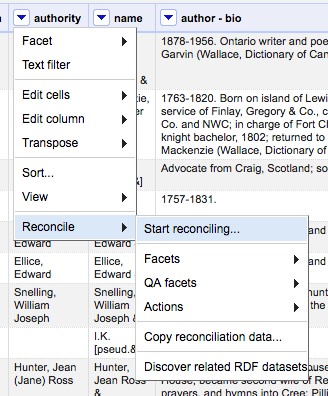 authority name author - bio
Facet
Text filter
Edit cells
Edit column
Transpose
Sort...
View
Reconcile
Start reconciling...
Facets
QA facets
Actions
Copy reconciliation data...
Discover related RDF datasets
1878-1956. Ontario writer and poe
Garvin (Wallace, Dictionary of Can
&
1763-1820. Born on island of Lewi
service of Finlay, Gregory & Co., c
Co. and NWC; in charge of Fort Cl
knight bachelor, 1802; returned to
Mackenzie (Wallace, Dictionary of
&]
Advocate from Craig, Scotland; so
1757-1831.
Edward Edward
Ellice, Ellice,
Edward Edward
Snelling, Snelling,
William William
Joseph Joseph &
I.K.
[pseud.&
Hunter, Jean Hunter, Jean
(Jane) Ross (Jane) Ross
&
House, became second wife of Re
prayers, and hymns into Cree; Pilli